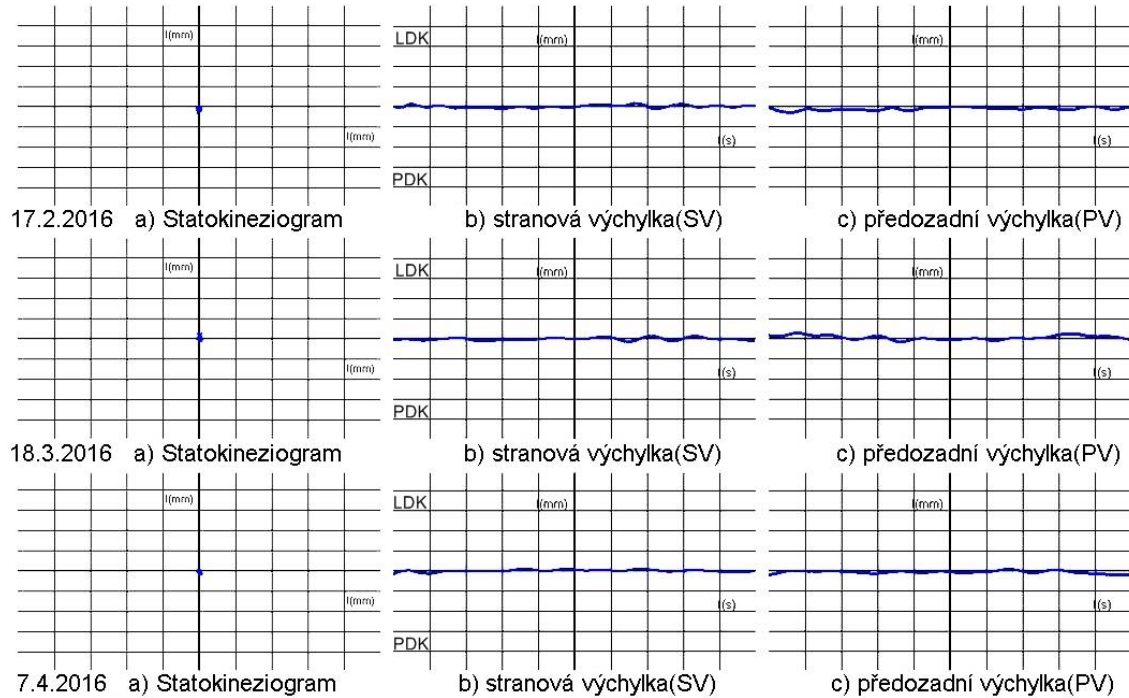 l(mm) LDK l(mm) l(mm)
l(mm) l(s) l(s)
PDK
17.2.2016 a) Statokineziogram b) stranová výchylka(SV) c) předozadní výchylka(PV)
l(mm) LDK l(mm) l(mm)
l(mm) l(s) l(s)
PDK
18.3.2016 a) Statokineziogram b) stranová výchylka(SV) c) předozadní výchylka(PV)
l(mm) LDK l(mm) l(mm)
l(mm) l(s) l(s)
PDK
7.4.2016 a) Statokineziogram b) stranová výchylka(SV) c) předozadní výchylka(PV)